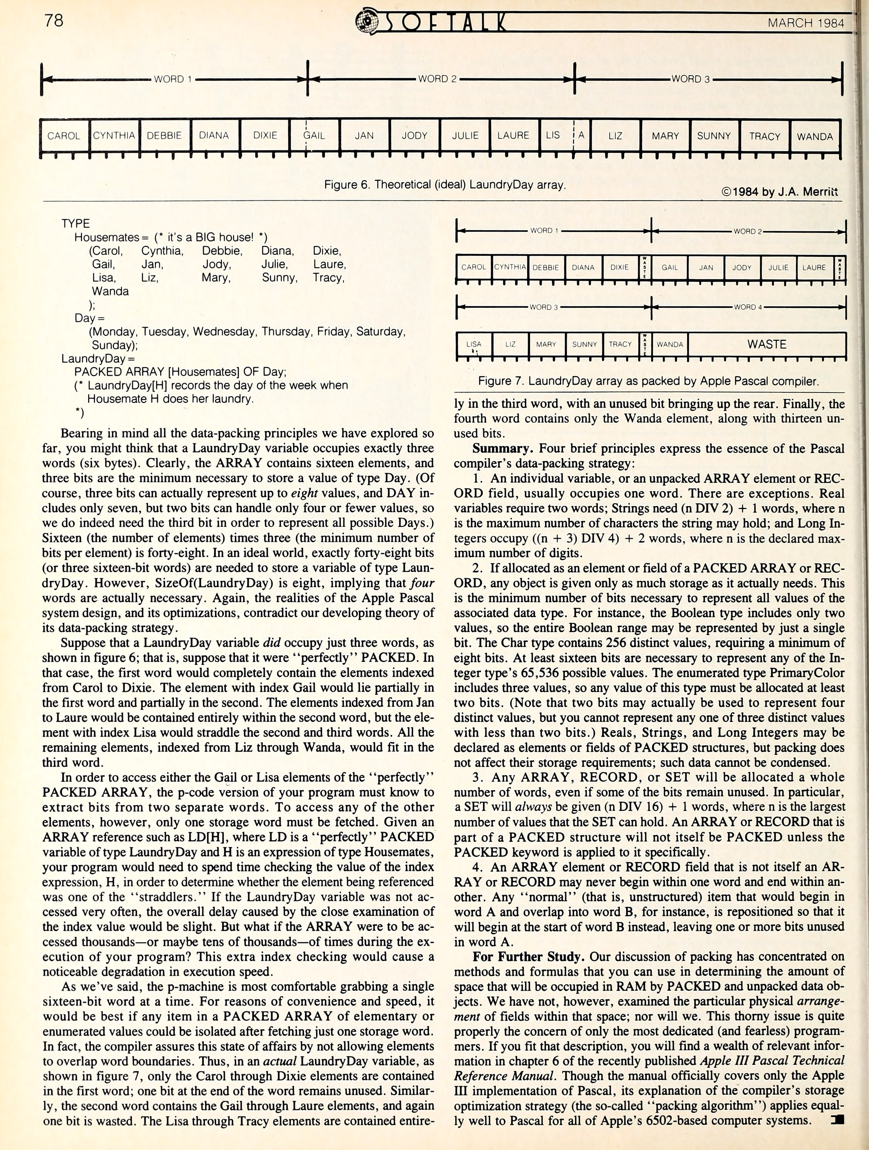 78
SOFTALK
MARCH 1984
WORD 1 WORD 2 WORD 3
CAROL CYNTHIA DEBBIE DIANA DIXIE GAIL JAN JODY JULIE LAURE LIS A LIZ MARY SUNNY TRACY WANDA
Figure 6. Theoretical (ideal) LaundryDay array.
©1984 by J.A. Merritt
TYPE
Housemates = (* it's a BIG house! *)
(Carol, Cynthia, Debbie, Diana, Dixie,
Gail, Jan, Jody, Julie, Laure,
Lisa, Liz, Mary, Sunny, Tracy,
Wanda
);
Day =
(Monday, Tuesday, Wednesday, Thursday, Friday, Saturday,
Sunday);
LaundryDay =
PACKED ARRAY [Housemates] OF Day;
(* LaundryDay[H] records the day of the week when
Housemate H does her laundry.
*)
Bearing in mind all the data-packing principles we have explored so
far, you might think that a LaundryDay variable occupies exactly three
words (six bytes). Clearly, the ARRAY contains sixteen elements, and
three bits are the minimum necessary to store a value of type Day. (Of
course, three bits can actually represent up to eight values, and DAY in-
cludes only seven, but two bits can handle only four or fewer values, so
we do indeed need the third bit in order to represent all possible Days.)
Sixteen (the number of elements) times three (the minimum number of
bits per element) is forty-eight. In an ideal world, exactly forty-eight bits
(or three sixteen-bit words) are needed to store a variable of type Laun-
dryDay. However, SizeOf(LaundryDay) is eight, implying that four
words are actually necessary. Again, the realities of the Apple Pascal
system design, and its optimizations, contradict our developing theory of
its data-packing strategy.
Suppose that a LaundryDay variable did occupy just three words, as
shown in figure 6; that is, suppose that it were "perfectly" PACKED. In
that case, the first word would completely contain the elements indexed
from Carol to Dixie. The element with index Gail would lie partially in
the first word and partially in the second. The elements indexed from Jan
to Laure would be contained entirely within the second word, but the ele-
ment with index Lisa would straddle the second and third words. All the
remaining elements, indexed from Liz through Wanda, would fit in the
third word.
In order to access either the Gail or Lisa elements of the "perfectly"
PACKED ARRAY, the p-code version of your program must know to
extract bits from two separate words. To access any of the other
elements, however, only one storage word must be fetched. Given an
ARRAY reference such as LD[H], where LD is a "perfectly" PACKED
variable of type LaundryDay and H is an expression of type Housemates,
your program would need to spend time checking the value of the index
expression, H, in order to determine whether the element being referenced
was one of the "straddlers." If the LaundryDay variable was not ac-
cessed very often, the overall delay caused by the close examination of
the index value would be slight. But what if the ARRAY were to be ac-
cessed thousands—or maybe tens of thousands—of times during the ex-
ecution of your program? This extra index checking would cause a
noticeable degradation in execution speed.
As we've said, the p-machine is most comfortable grabbing a single
sixteen-bit word at a time. For reasons of convenience and speed, it
would be best if any item in a PACKED ARRAY of elementary or
enumerated values could be isolated after fetching just one storage word.
In fact, the compiler assures this state of affairs by not allowing elements
to overlap word boundaries. Thus, in an actual LaundryDay variable, as
shown in figure 7, only the Carol through Dixie elements are contained
in the first word; one bit at the end of the word remains unused. Similar-
ly, the second word contains the Gail through Laure elements, and again
one bit is wasted. The Lisa through Tracy elements are contained entire-
WORD 1 WORD 2
CAROL CYNTHIA DEBBIE DIANA DIXIE WASTE GAIL JAN JODY JULIE LAURE WASTE
WORD 3 WORD 4
LISA LIZ MARY SUNNY TRACY WASTE WANDA WASTE
Figure 7. LaundryDay array as packed by Apple Pascal compiler.
ly in the third word, with an unused bit bringing up the rear. Finally, the
fourth word contains only the Wanda element, along with thirteen un-
used bits.
Summary. Four brief principles express the essence of the Pascal
compiler's data-packing strategy:
1. An individual variable, or an unpacked ARRAY element or REC-
ORD field, usually occupies one word. There are exceptions. Real
variables require two words; Strings need (n DIV 2) + 1 words, where n
is the maximum number of characters the string may hold; and Long In-
tegers occupy ((n + 3) DIV 4) + 2 words, where n is the declared max-
imum number of digits.
2. If allocated as an element or field of a PACKED ARRAY or REC-
ORD, any object is given only as much storage as it actually needs. This
is the minimum number of bits necessary to represent all values of the
associated data type. For instance, the Boolean type includes only two
values, so the entire Boolean range may be represented by just a single
bit. The Char type contains 256 distinct values, requiring a minimum of
eight bits. At least sixteen bits are necessary to represent any of the In-
teger type's 65,536 possible values. The enumerated type PrimaryColor
includes three values, so any value of this type must be allocated at least
two bits. (Note that two bits may actually be used to represent four
distinct values, but you cannot represent any one of three distinct values
with less than two bits.) Reals, Strings, and Long Integers may be
declared as elements or fields of PACKED structures, but packing does
not affect their storage requirements; such data cannot be condensed.
3. Any ARRAY, RECORD, or SET will be allocated a whole
number of words, even if some of the bits remain unused. In particular,
a SET will always be given (n DIV 16) + 1 words, where n is the largest
number of values that the SET can hold. An ARRAY or RECORD that is
part of a PACKED structure will not itself be PACKED unless the
PACKED keyword is applied to it specifically.
4. An ARRAY element or RECORD field that is not itself an AR-
RAY or RECORD may never begin within one word and end within an-
other. Any "normal" (that is, unstructured) item that would begin in
word A and overlap into word B, for instance, is repositioned so that it
will begin at the start of word B instead, leaving one or more bits unused
in word A.
For Further Study. Our discussion of packing has concentrated on
methods and formulas that you can use in determining the amount of
space that will be occupied in RAM by PACKED and unpacked data ob-
jects. We have not, however, examined the particular physical arrange-
ment of fields within that space; nor will we. This thorny issue is quite
properly the concern of only the most dedicated (and fearless) program-
mers. If you fit that description, you will find a wealth of relevant infor-
mation in chapter 6 of the recently published Apple III Pascal Technical
Reference Manual. Though the manual officially covers only the Apple
III implementation of Pascal, its explanation of the compiler's storage
optimization strategy (the so-called "packing algorithm") applies equal-
ly well to Pascal for all of Apple's 6502-based computer systems.